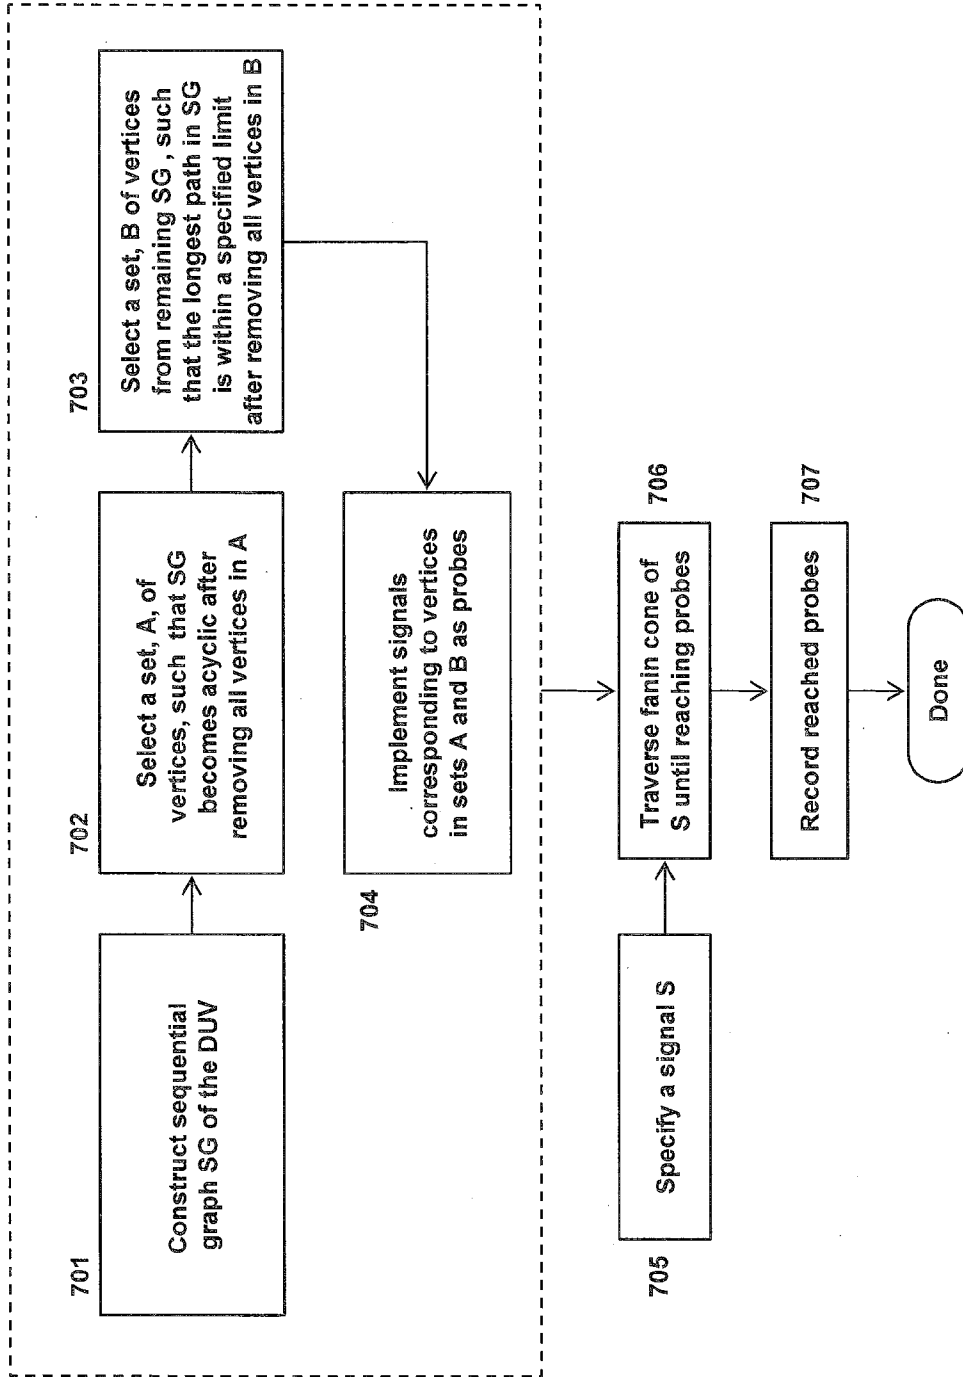 701
Construct sequential
graph SG of the DUV
702
Select a set, A, of
vertices, such that SG
becomes acyclic after
removing all vertices in A
703
Select a set, B of vertices
from remaining SG , such
that the longest path in SG
is within a specified limit
after removing all vertices in B
704
Implement signals
corresponding to vertices
in sets A and B as probes
705
Specify a signal S
706
Traverse fanin cone of
S until reaching probes
707
Record reached probes
Done